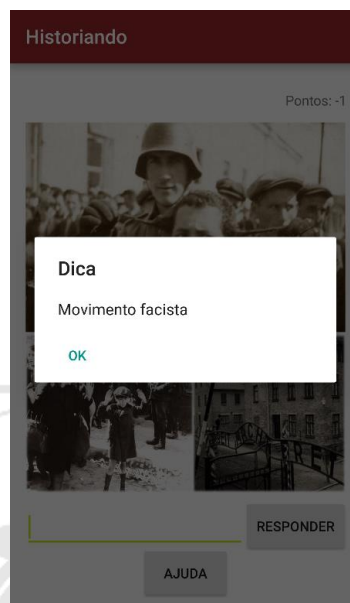 Historiando
Pontos: -1
Dica
Movimento facista
OK
RESPONDER
AJUDA